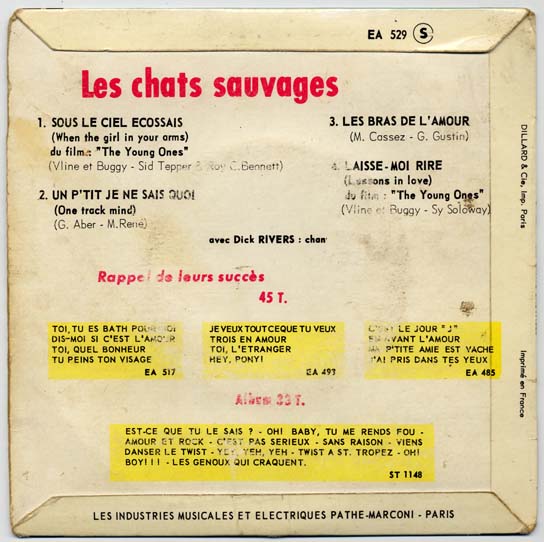 EA 529 S
Les chats sauvages
1. SOUS LE CIEL ECOSSAIS
(When the girl in your arms)
du film : "The Young Ones"
(Vline et Buggy - Sid Tepper & Roy C. Bennett)
2. UN P'TIT JE NE SAIS QUOI
(One track mind)
(G. Aber - M. René)
3. LES BRAS DE L'AMOUR
(M. Cassez - G. Gustin)
4. LAISSE-MOI RIRE
(Lessons in love)
du film : "The Young Ones"
(Vline et Buggy - Sy Soloway)
avec Dick RIVERS : chan
Rappel de leurs succès
45 T.
TOI, TU ES BATH POUR MOI
DIS-MOI SI C'EST L'AMOUR
TOI, QUEL BONHEUR
TU PEINS TON VISAGE
EA 517
JE VEUX TOUT CE QUE TU VEUX
TROIS EN AMOUR
TOI, L'ETRANGER
HEY, PONY!
EA 493
C'EST LE JOUR "J"
EN AVANT L'AMOUR
MA P'TITE AMIE EST VACHE
J'AI PRIS DANS TES YEUX
EA 485
Album 33 T.
EST-CE QUE TU LE SAIS ? - OH! BABY, TU ME RENDS FOU -
AMOUR ET ROCK - C'EST PAS SERIEUX - SANS RAISON - VIENS
DANSER LE TWIST - YEY, YEH, YEH - TWIST A ST. TROPEZ - OH!
BOY!!! - LES GENOUX QUI CRAQUENT.
ST 1148
LES INDUSTRIES MUSICALES ET ELECTRIQUES PATHE-MARCONI - PARIS
DILLARD & Cie, Imp. Paris
Imprimé en France